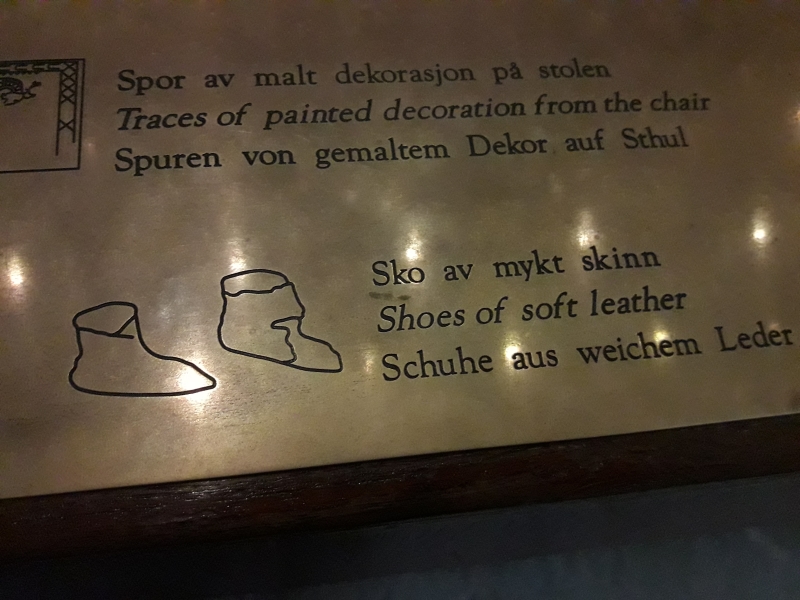 Spor av malt dekorasjon på stolen
Traces of painted decoration from the chair
Spuren von gemaltem Dekor auf Sthul
Sko av mykt skinn
Shoes of soft leather
Schuhe aus weichem Leder